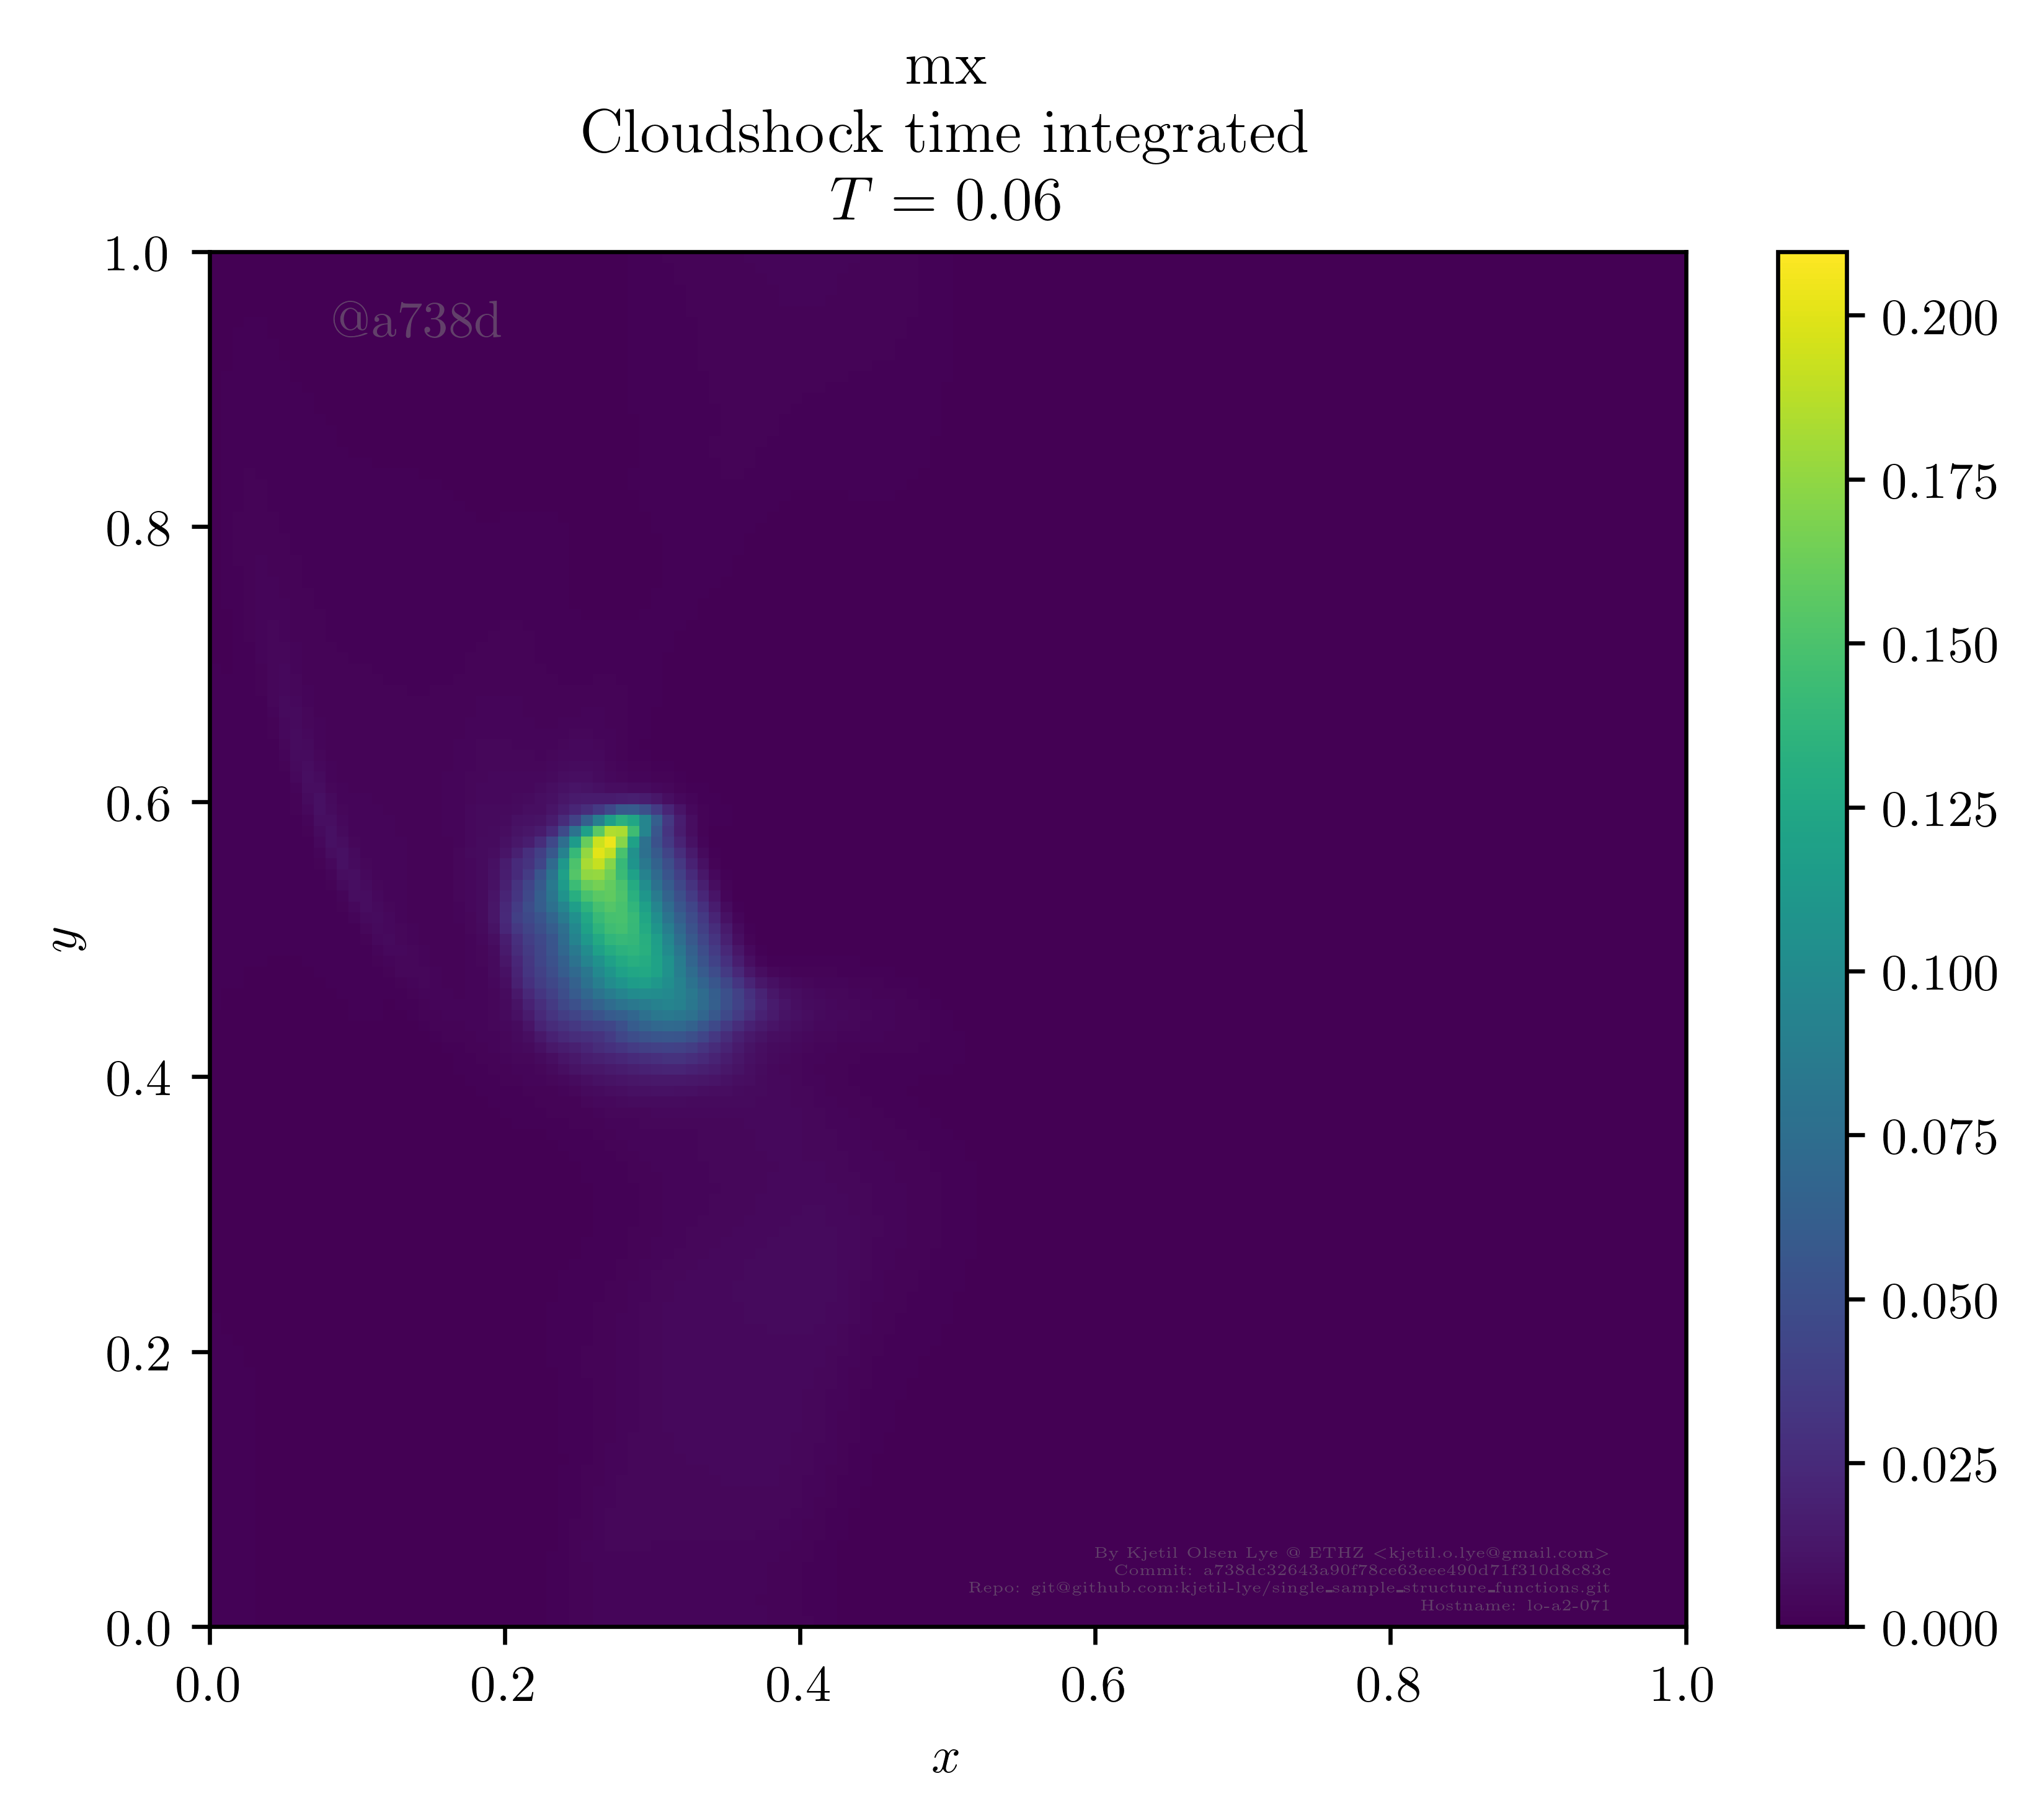 mx
Cloudshock time integrated
T = 0.06
1.0
0.8
0.6
0.4
0.2
0.0
y
@a738d
0.0 0.2 0.4 0.6 0.8 1.0
x
0.200
0.175
0.150
0.125
0.100
0.075
0.050
0.025
0.000
By Kjetil Olsen Lye @ ETHZ <kjetil.o.lye@gmail.com>
Commit: a738dc32643a90f78ce63eee490d71f310d8c83c
Repo: git@github.com:kjetil-lye/single_sample_structure_functions.git
Hostname: lo-a2-071